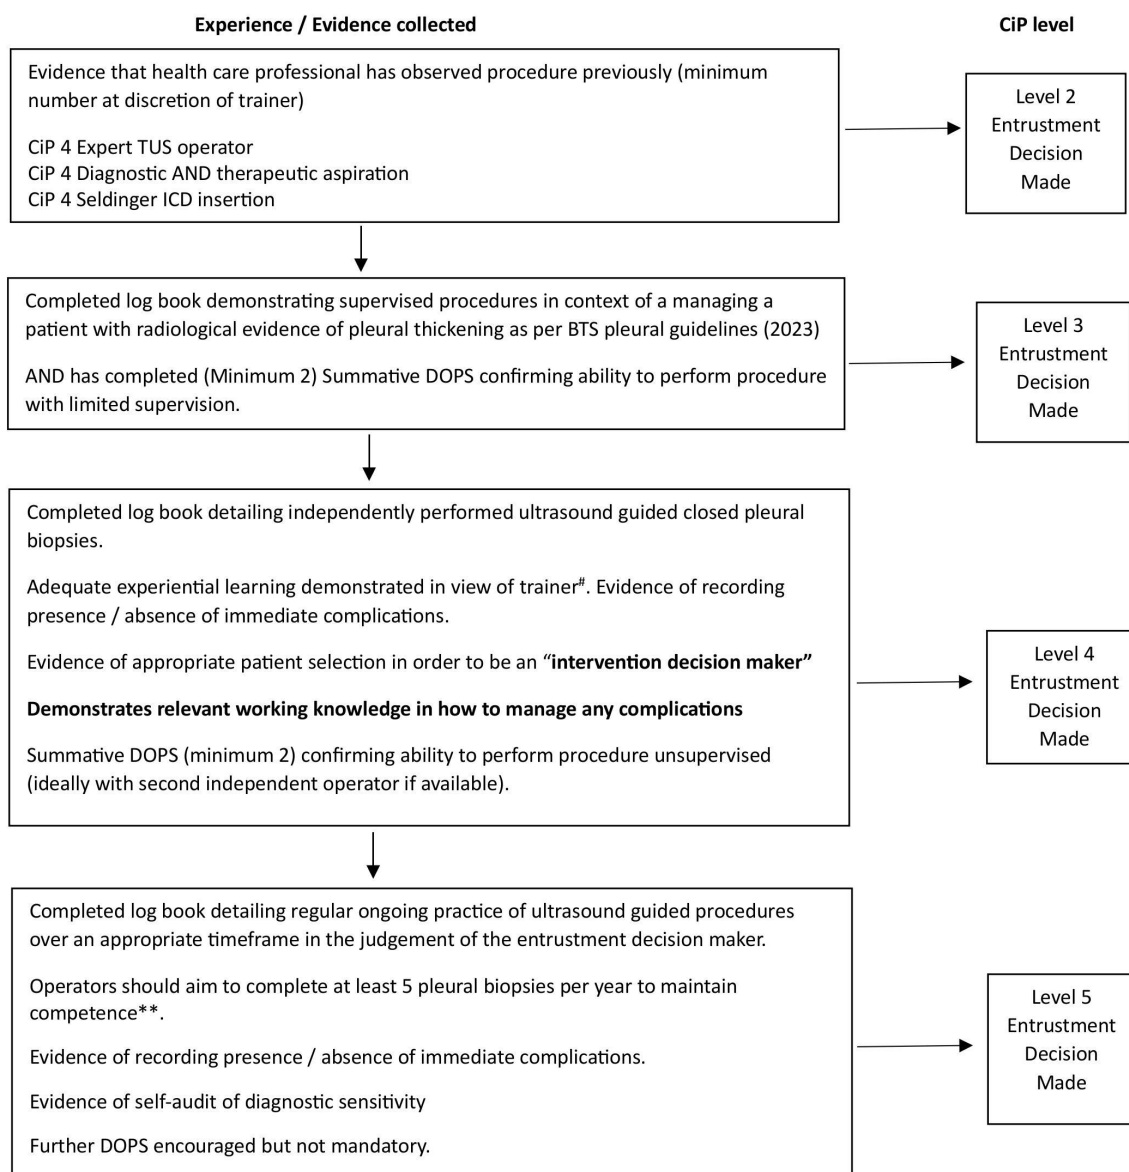 Experience / Evidence collected
CiP level
Evidence that health care professional has observed procedure previously (minimum
number at discretion of trainer)
CiP 4 Expert TUS operator
CiP 4 Diagnostic AND therapeutic aspiration
CiP 4 Seldinger ICD insertion
Level 2
Entrustment
Decision
Made
Completed log book demonstrating supervised procedures in context of a managing a
patient with radiological evidence of pleural thickening as per BTS pleural guidelines (2023)
AND has completed (Minimum 2) Summative DOPS confirming ability to perform procedure
with limited supervision.
Level 3
Entrustment
Decision
Made
Completed log book detailing independently performed ultrasound guided closed pleural
biopsies.
Adequate experiential learning demonstrated in view of trainer#. Evidence of recording
presence / absence of immediate complications.
Evidence of appropriate patient selection in order to be an “intervention decision maker”
Demonstrates relevant working knowledge in how to manage any complications
Summative DOPS (minimum 2) confirming ability to perform procedure unsupervised
(ideally with second independent operator if available).
Level 4
Entrustment
Decision
Made
Completed log book detailing regular ongoing practice of ultrasound guided procedures
over an appropriate timeframe in the judgement of the entrustment decision maker.
Operators should aim to complete at least 5 pleural biopsies per year to maintain
competence**.
Evidence of recording presence / absence of immediate complications.
Evidence of self-audit of diagnostic sensitivity
Further DOPS encouraged but not mandatory.
Level 5
Entrustment
Decision
Made